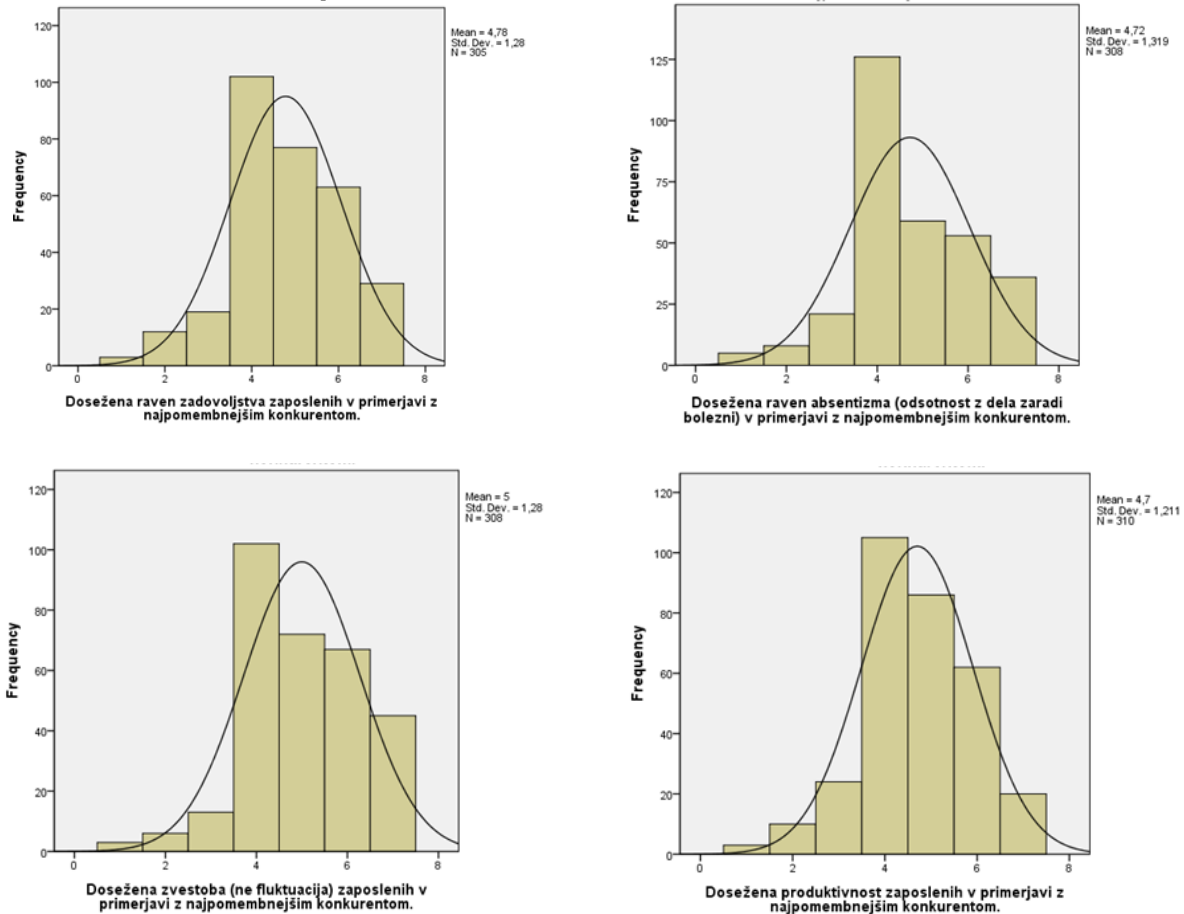 Mean = 4,78
Std. Dev. = 1,28
N = 305
120
100
80
60
40
20
0
Frequency
0 2 4 6 8
Dosežena raven zadovoljstva zaposlenih v primerjavi z
najpomembnejšim konkurentom.
Mean = 4,72
Std. Dev. = 1,319
N = 308
125
100
75
50
25
0
Frequency
0 2 4 6 8
Dosežena raven absentizma (odsotnost z dela zaradi
bolezni) v primerjavi z najpomembnejšim konkurentom.
Mean = 5
Std. Dev. = 1,28
N = 308
120
100
80
60
40
20
0
Frequency
0 2 4 6 8
Dosežena zvestoba (ne fluktuacija) zaposlenih v
primerjavi z najpomembnejšim konkurentom.
Mean = 4,7
Std. Dev. = 1,211
N = 310
120
100
80
60
40
20
0
Frequency
0 2 4 6 8
Dosežena produktivnost zaposlenih v primerjavi z
najpomembnejšim konkurentom.